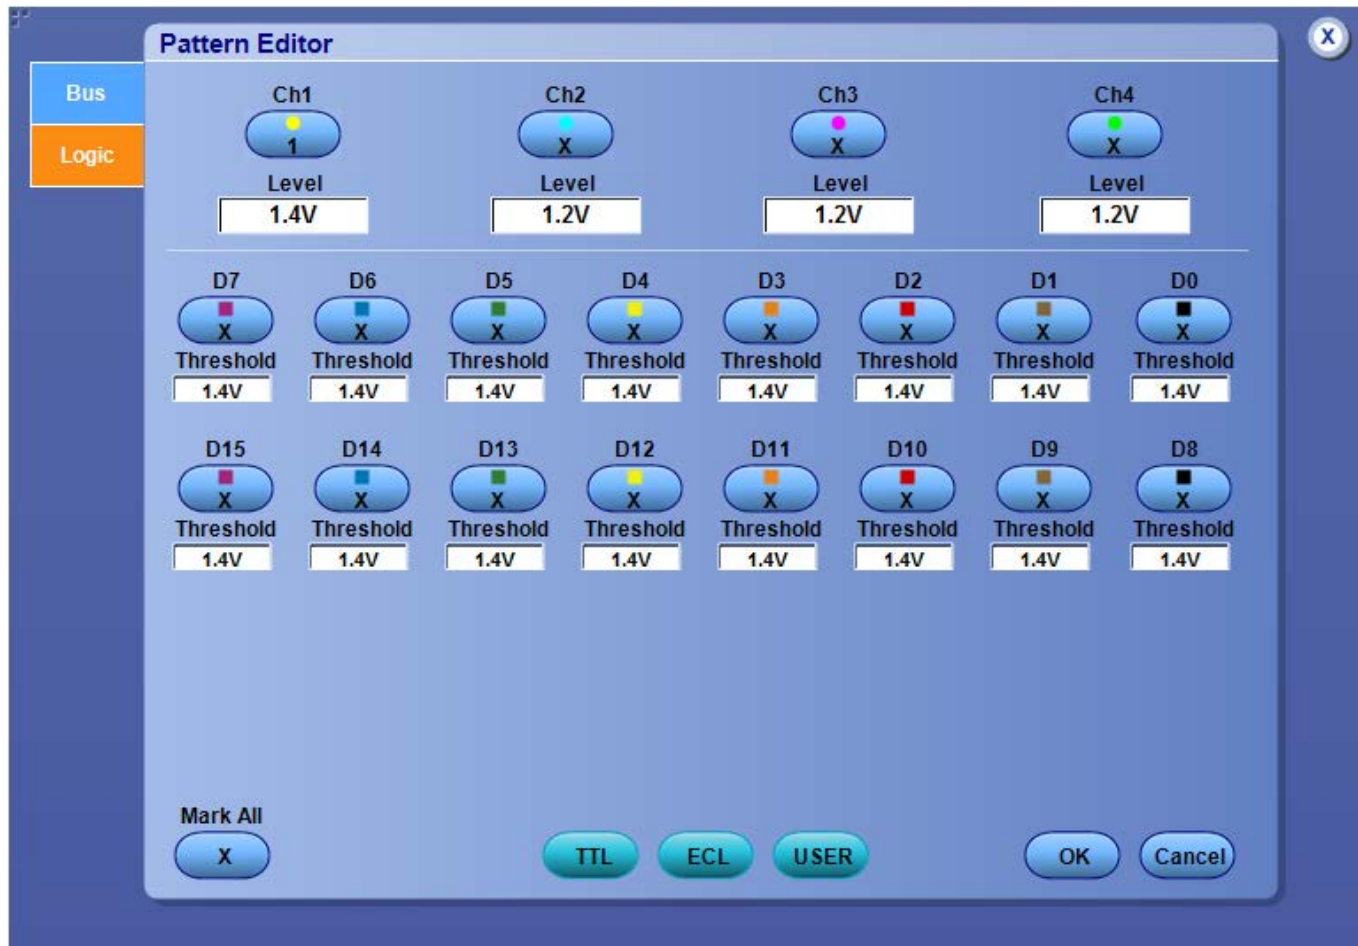 Pattern Editor
X
Bus
Logic
Ch1 Ch2 Ch3 Ch4
1 X X X
Level Level Level Level
1.4V 1.2V 1.2V 1.2V
D7 D6 D5 D4 D3 D2 D1 D0
X X X X X X X X
Threshold Threshold Threshold Threshold Threshold Threshold Threshold Threshold
1.4V 1.4V 1.4V 1.4V 1.4V 1.4V 1.4V 1.4V
D15 D14 D13 D12 D11 D10 D9 D8
X X X X X X X X
Threshold Threshold Threshold Threshold Threshold Threshold Threshold Threshold
1.4V 1.4V 1.4V 1.4V 1.4V 1.4V 1.4V 1.4V
Mark All
X TTL ECL USER OK Cancel